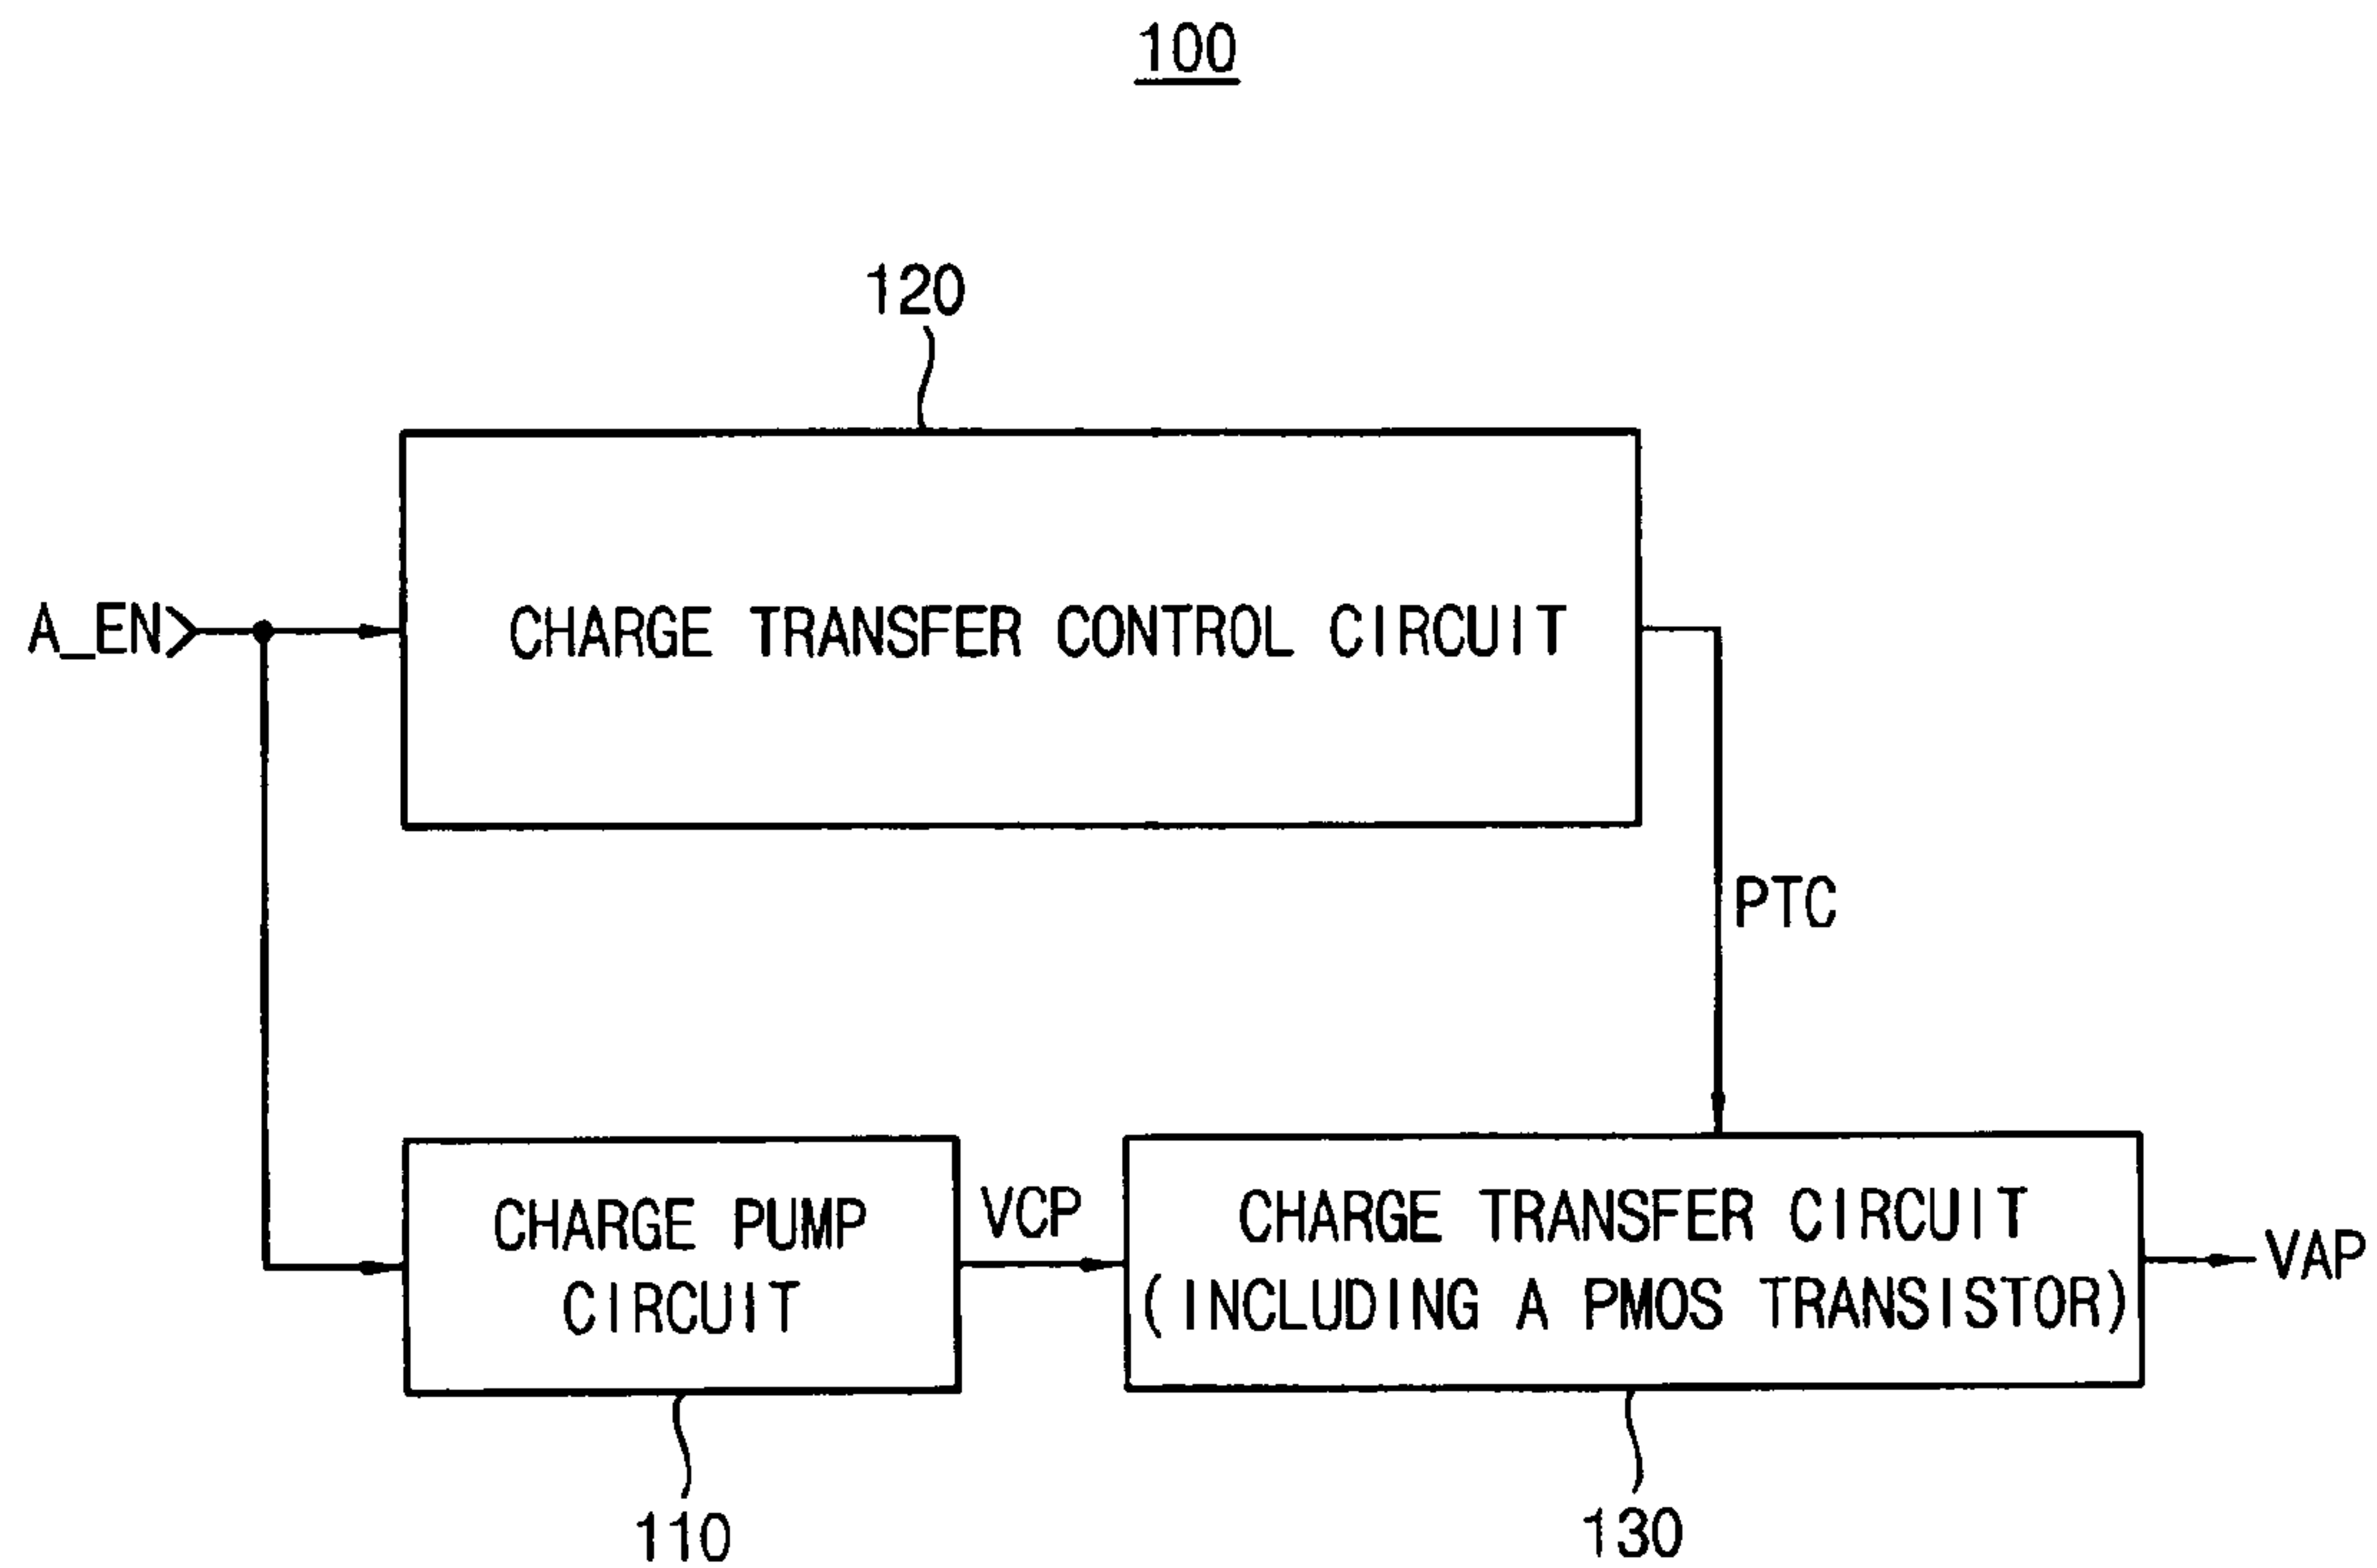 100
120
A_EN
CHARGE TRANSFER CONTROL CIRCUIT
PTC
CHARGE PUMP
CIRCUIT
VCP
CHARGE TRANSFER CIRCUIT
(INCLUDING A PMOS TRANSISTOR)
VAP
110
130